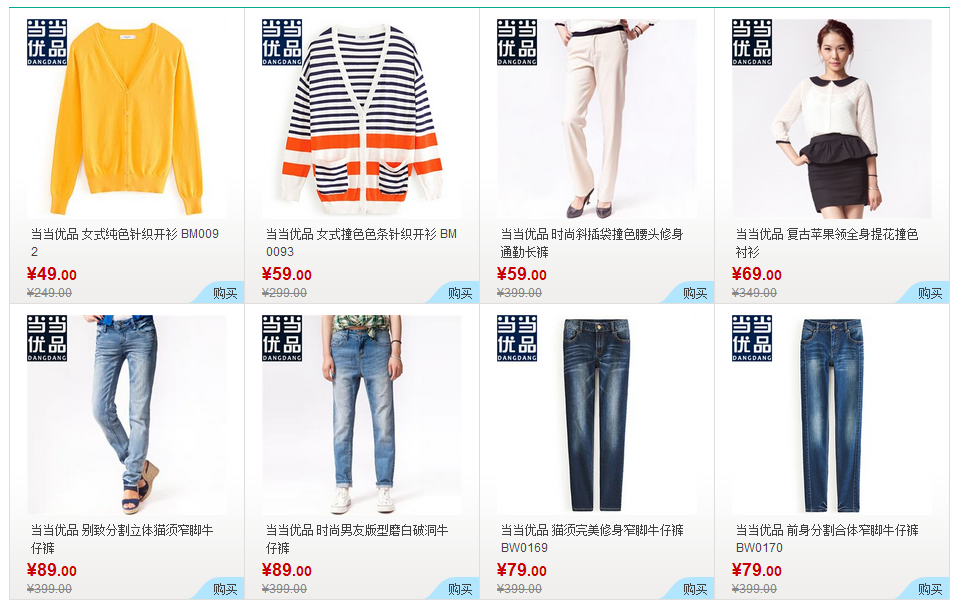 当当
优品
DANGDANG
当当
优品
DANGDANG
当当
优品
DANGDANG
当当
优品
DANGDANG
当当优品 女式纯色针织开衫 BM009
2
¥49.00
¥249.00
购买
当当优品 女式撞色色条针织开衫 BM
0093
¥59.00
¥299.00
购买
当当优品 时尚斜插袋撞色腰头修身
通勤长裤
¥59.00
¥399.00
购买
当当优品 复古苹果领全身提花撞色
衬衫
¥69.00
¥349.00
购买
当当
优品
DANGDANG
当当
优品
DANGDANG
当当
优品
DANGDANG
当当
优品
DANGDANG
当当优品 别致分割立体猫须窄脚牛
仔裤
¥89.00
¥399.00
购买
当当优品 时尚男友版型磨白破洞牛
仔裤
¥89.00
¥399.00
购买
当当优品 猫须完美修身窄脚牛仔裤
BW0169
¥79.00
¥399.00
购买
当当优品 前身分割合体窄脚牛仔裤
BW0170
¥79.00
¥399.00
购买